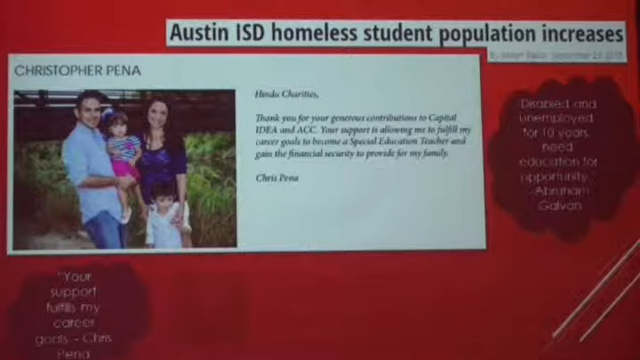 Austin ISD homeless student population increases
CHRISTOPHER PENA
Hindu Charities,
Thank you for your generous contributions to Capital
IDEA and ACC. Your support is allowing me to fulfill my
career goals to become a Special Education Teacher and
gain the financial security to provide for my family.
Chris Pena
Disabled and
unemployed
for 10 years,
need
education for
opportunity."
-Abraham
Galvan
"Your
support
fulfills my
career
goals - Chris
Pena